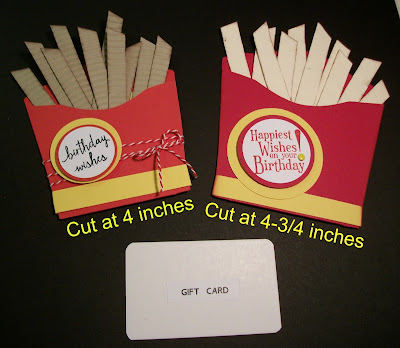 birthday
wishes
Happiest
Wishes
on your
Birthday!
Cut at 4 inches
Cut at 4-3/4 inches
GIFT CARD